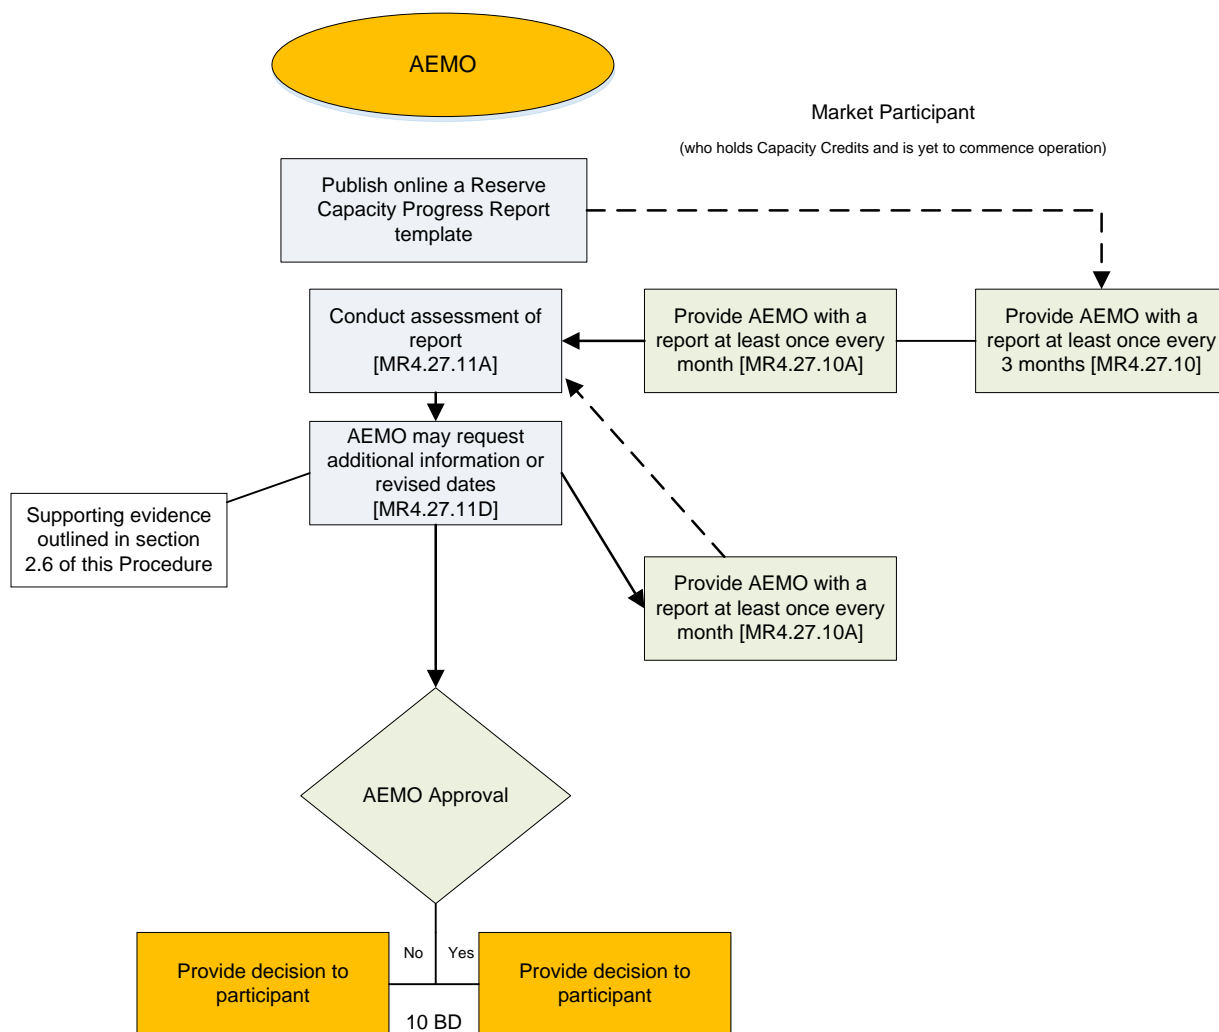 AEMO
Market Participant
(who holds Capacity Credits and is yet to commence operation)
Publish online a Reserve
Capacity Progress Report
template
Conduct assessment of
report
[MR4.27.11A]
Provide AEMO with a
report at least once every
month [MR4.27.10A]
Provide AEMO with a
report at least once every
3 months [MR4.27.10]
AEMO may request
additional information or
revised dates
[MR4.27.11D]
Supporting evidence
outlined in section
2.6 of this Procedure
Provide AEMO with a
report at least once every
month [MR4.27.10A]
AEMO Approval
No
Yes
Provide decision to
participant
Provide decision to
participant
10 BD